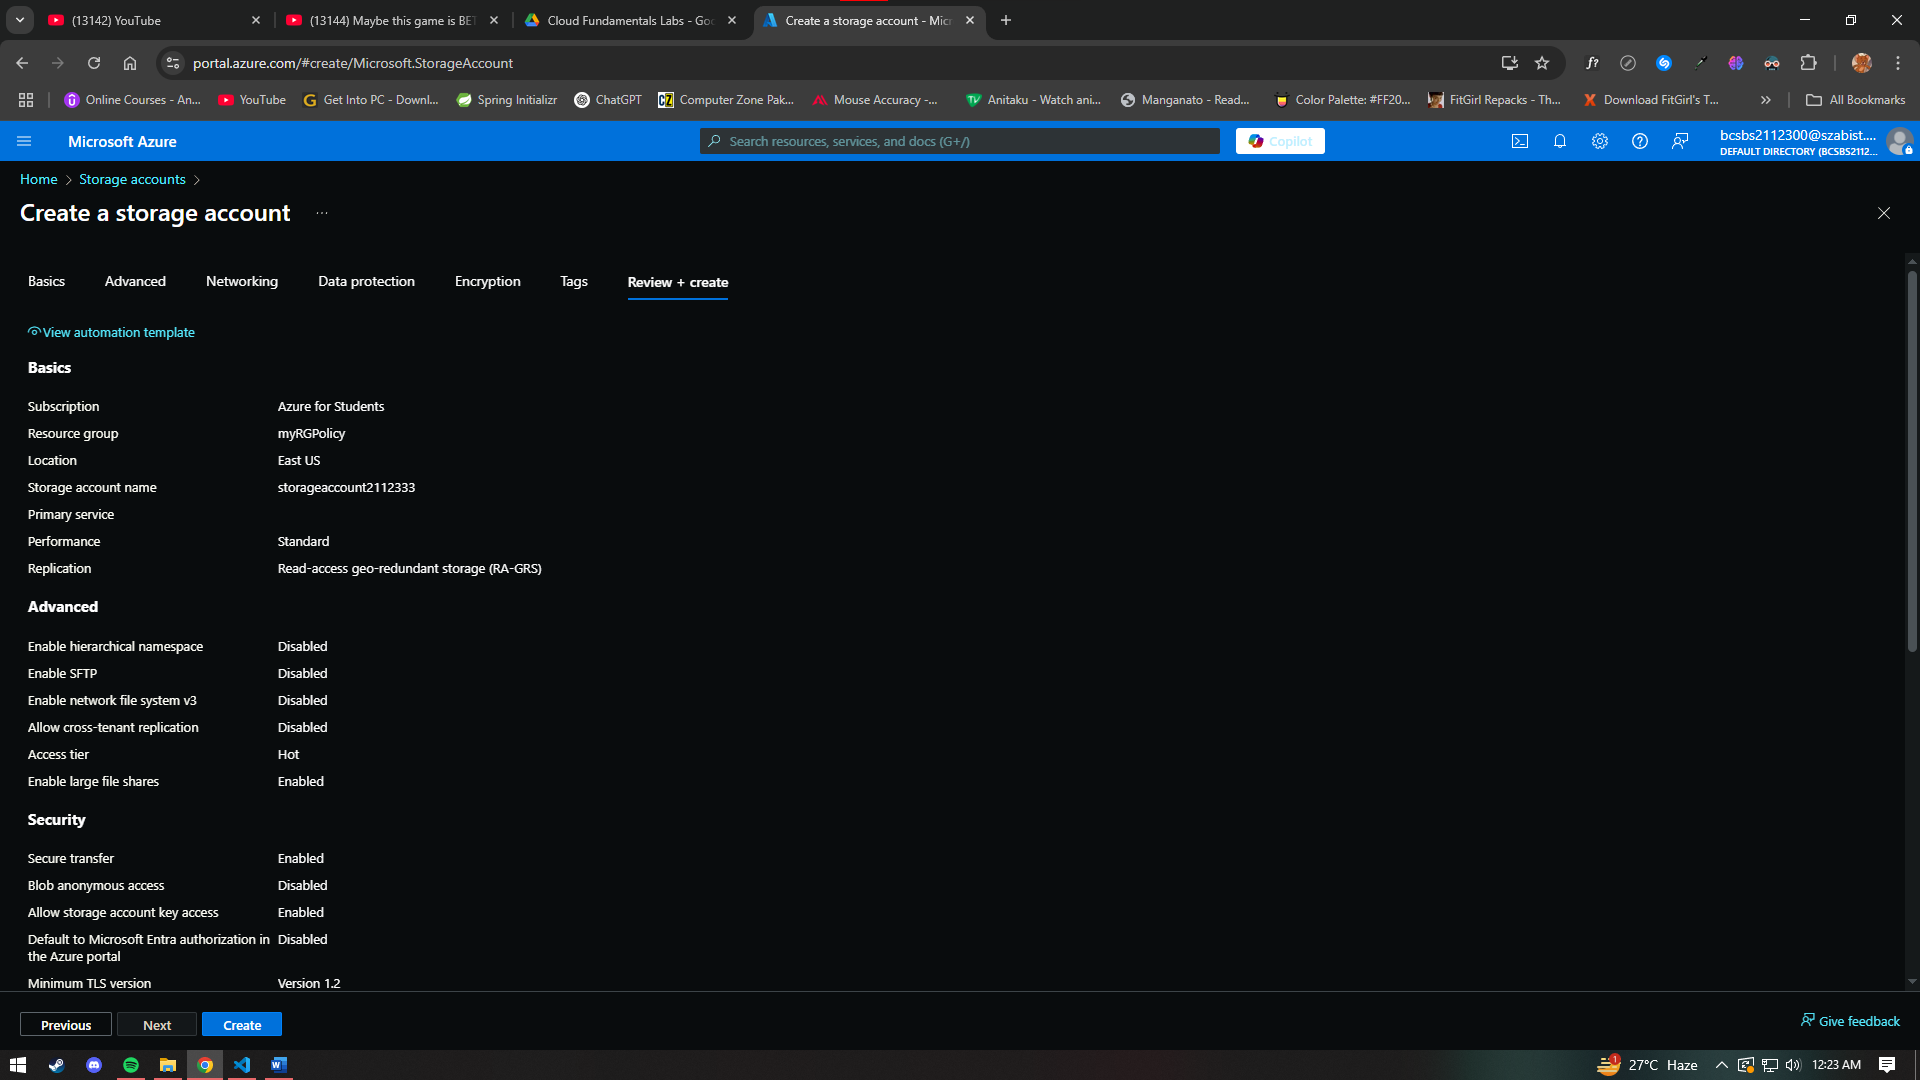 (13142) YouTube
(13144) Maybe this game is BET
Cloud Fundamentals Labs - Goo
Create a storage account - Micr
portal.azure.com/#create/Microsoft.StorageAccount
Online Courses - An...
YouTube
Get Into PC - Downl...
Spring Initializr
ChatGPT
Computer Zone Pak...
Mouse Accuracy -...
Anitaku - Watch ani...
Manganato - Read...
Color Palette: #FF20...
FitGirl Repacks - Th...
Download FitGirl's T...
All Bookmarks
Microsoft Azure
Search resources, services, and docs (G+/)
Copilot
bcsbs2112300@szabist....
DEFAULT DIRECTORY (BCSBS2112...
Home > Storage accounts >
Create a storage account ...
Basics
Advanced
Networking
Data protection
Encryption
Tags
Review + create
View automation template
Basics
Subscription Azure for Students
Resource group myRGPolicy
Location East US
Storage account name storageaccount2112333
Primary service
Performance Standard
Replication Read-access geo-redundant storage (RA-GRS)
Advanced
Enable hierarchical namespace Disabled
Enable SFTP Disabled
Enable network file system v3 Disabled
Allow cross-tenant replication Disabled
Access tier Hot
Enable large file shares Enabled
Security
Secure transfer Enabled
Blob anonymous access Disabled
Allow storage account key access Enabled
Default to Microsoft Entra authorization in Disabled
the Azure portal
Minimum TLS version Version 1.2
Previous
Next
Create
Give feedback
1
27°C Haze
12:23 AM